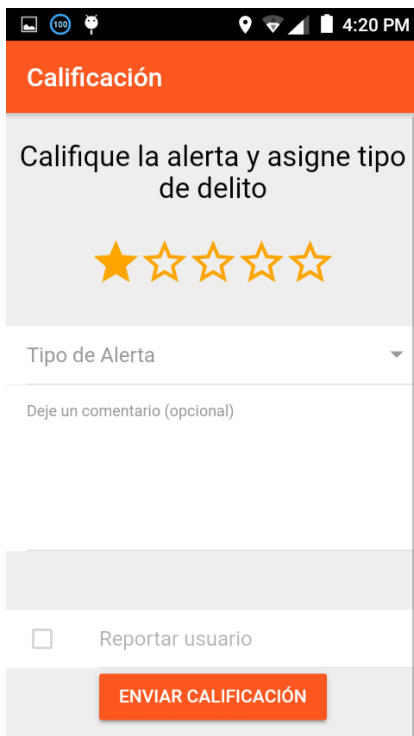 100
4:20 PM
Calificación
Califique la alerta y asigne tipo
de delito
Tipo de Alerta
Deje un comentario (opcional)
Reportar usuario
ENVIAR CALIFICACIÓN